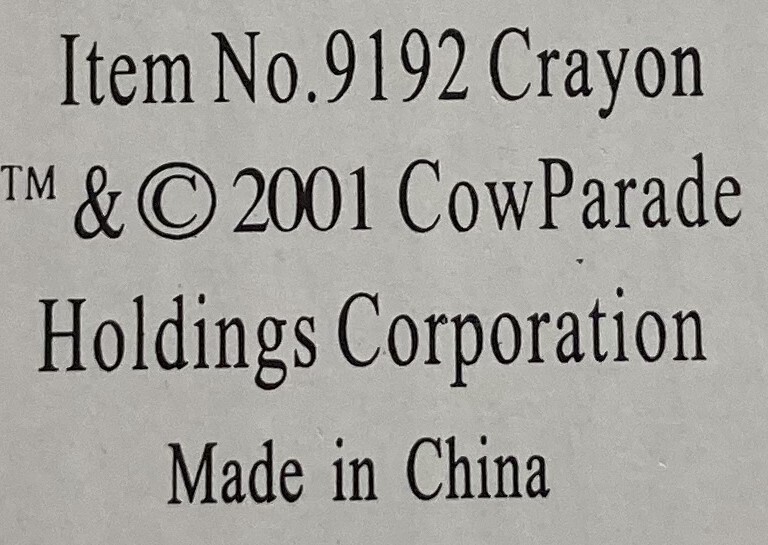 Item No.9192 Crayon
™ & © 2001 CowParade
Holdings Corporation
Made in China